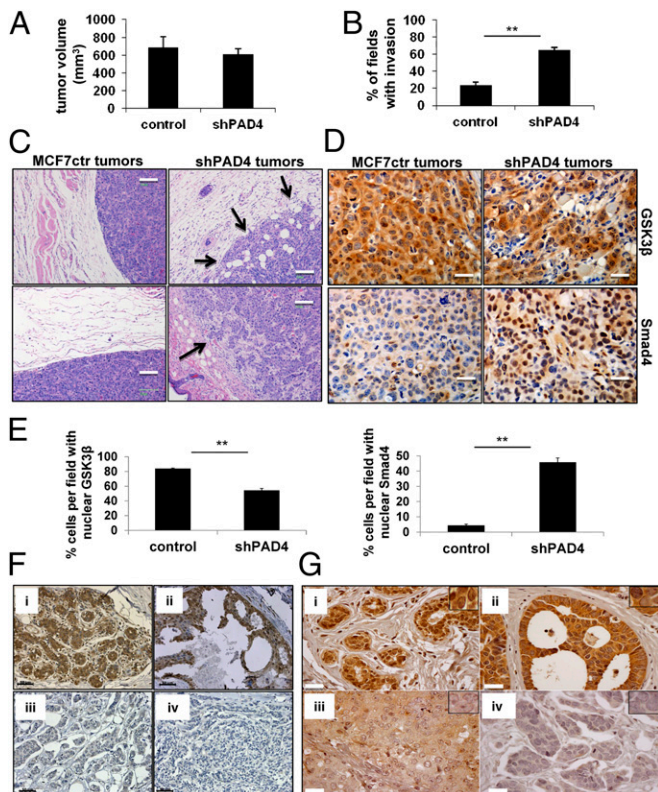 A
tumor volume
(mm³)
1000
800
600
400
200
0
control
shPAD4
B
% of fields
with invasion
**
100
80
60
40
20
0
control
shPAD4
C
MCF7ctr tumors
shPAD4 tumors
D
MCF7ctr tumors
shPAD4 tumors
GSK3β
Smad4
E
% cells per field with
nuclear GSK3β
**
100
80
60
40
20
0
control
shPAD4
% cells per field with
nuclear Smad4
**
50
40
30
20
10
0
control
shPAD4
F
i
ii
iii
iv
G
i
ii
iii
iv